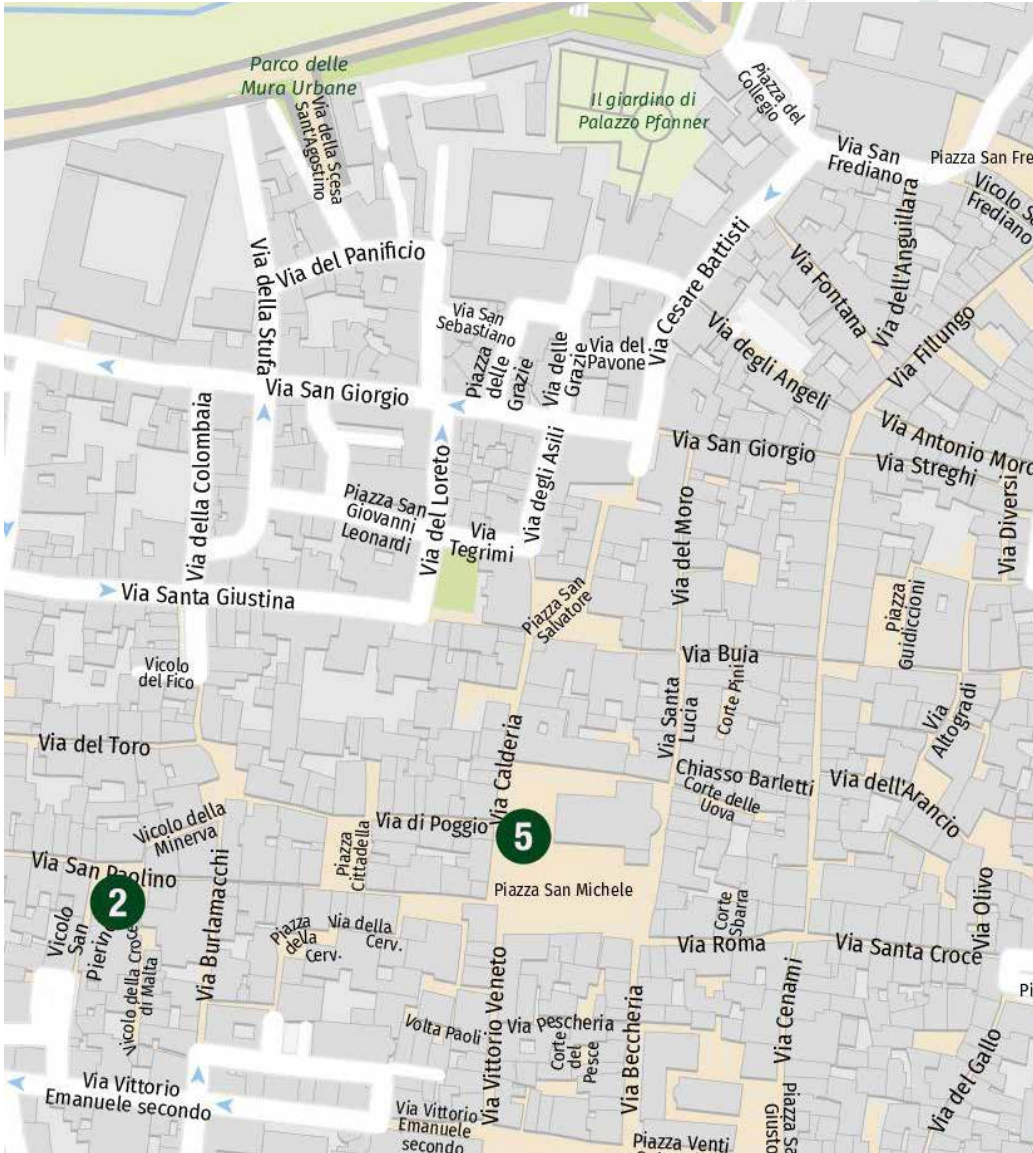 Parco delle
Mura Urbane
Via della Scesa
Sant'Agostino
Il giardino di
Palazzo Pfanner
Piazza del
Collegio
Via San
Frediano
Piazza San Fre
Vicolo S
Frediano
Via dell'Anguillara
Via Fontana
Via Cesare Battisti
Via Fillungo
Via del Panificio
Via della Stufa
Via San
Sebastiano
Piazza
delle
Grazie
Via delle
Grazie
Via del
Pavone
Via degli Angeli
Via San Giorgio
Via della Colombaia
Via San Giorgio
Via Antonio Mord
Via Streghi
Via Diversi
Via degli Asili
Via del Loreto
Piazza San
Giovanni
Leonardi
Via
Tegrimi
Via del Moro
Via Santa Giustina
Piazza San
Salvatore
Piazza
Guidiccioni
Vicolo
del Fico
Via Buia
Corte Pini
Via Santa
Lucia
Via
Altogradi
Via del Toro
Via Calderia
Chiasso Barletti
Corte delle
Uova
Via dell'Arancio
Vicolo della
Minerva
Piazza
Cittadella
Via di Poggio
5
Via San Paolino
2
Piazza San Michele
Corte
Sbarra
Via Olivo
Vicolo
San
Pierin
Vicolo della Croce
di Malta
Via Burlamacchi
Piazza
della
Cerv.
Via della
Cerv.
Via Roma
Via Santa Croce
Via Vittorio Veneto
Volta Paoli
Via Pescheria
Corte
del
Pesce
Via Beccheria
Via Cenami
Pi
Via del Gallo
Via Vittorio
Emanuele secondo
Via Vittorio
Emanuele
secondo
Piazza Venti
Piazza Sa
Giusto